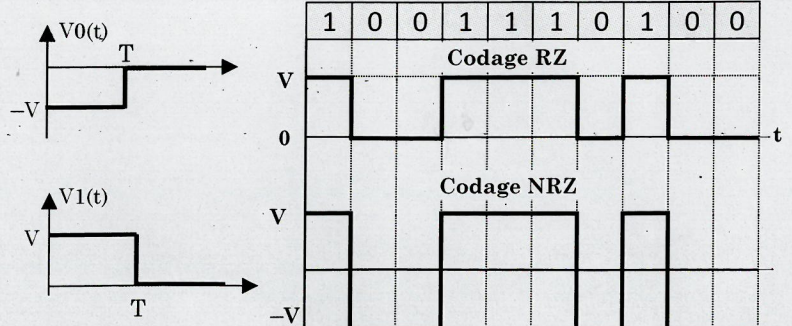 V0(t)
T
−V
V1(t)
V
T
1 0 0 1 1 1 0 1 0 0
Codage RZ
V
0
t
Codage NRZ
V
−V